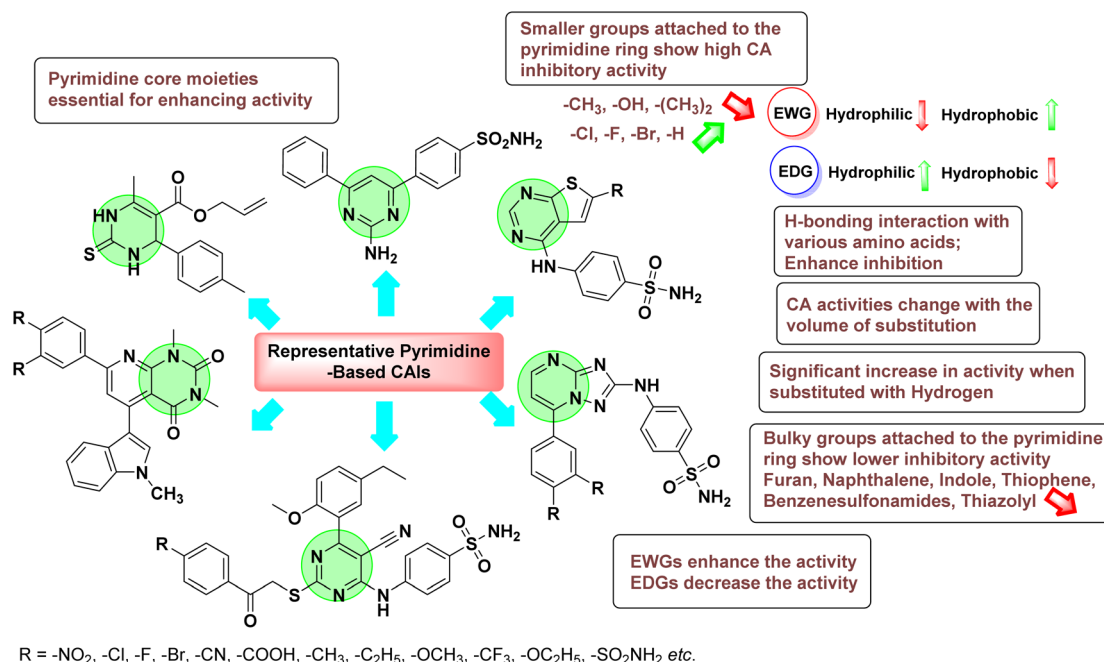 Smaller groups attached to the
pyrimidine ring show high CA
inhibitory activity
Pyrimidine core moieties
essential for enhancing activity
-CH₃, -OH, -(CH₃)₂
-Cl, -F, -Br, -H
EWG Hydrophilic Hydrophobic
EDG Hydrophilic Hydrophobic
H-bonding interaction with
various amino acids;
Enhance inhibition
CA activities change with the
volume of substitution
Significant increase in activity when
substituted with Hydrogen
Bulky groups attached to the pyrimidine
ring show lower inhibitory activity
Furan, Naphthalene, Indole, Thiophene,
Benzenesulfonamides, Thiazolyl
EWGs enhance the activity
EDGs decrease the activity
Representative Pyrimidine
-Based CAIs
HN
S
N
H
O
O
SO₂NH₂
N
N
NH₂
N
N
S
R
HN
O
S
O
NH₂
R
R
N
N
O
N
O
N
CH₃
N
N
N
N
NH
R
R
O
S
O
NH₂
O
N
N
N
R
O
S
N
H
O
S
O
NH₂
R = -NO₂, -Cl, -F, -Br, -CN, -COOH, -CH₃, -C₂H₅, -OCH₃, -CF₃, -OC₂H₅, -SO₂NH₂ etc.